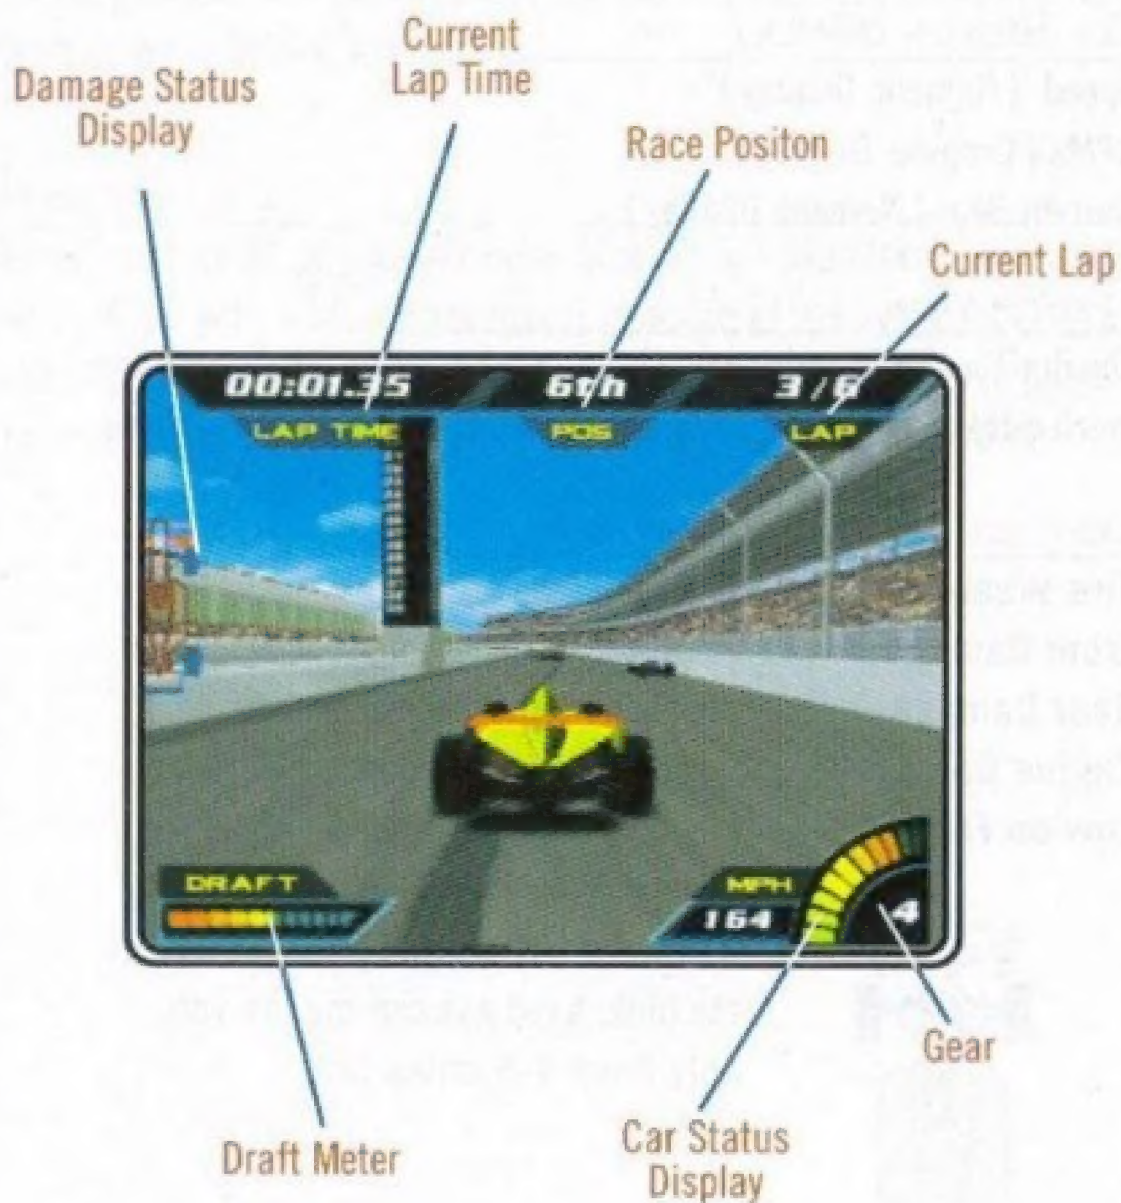 Current
Lap Time
Damage Status
Display
Race Positon
Current Lap
00:01.35
6th
3/6
LAP TIME
POS
LAP
DRAFT
MPH
164
4
Gear
Draft Meter
Car Status
Display